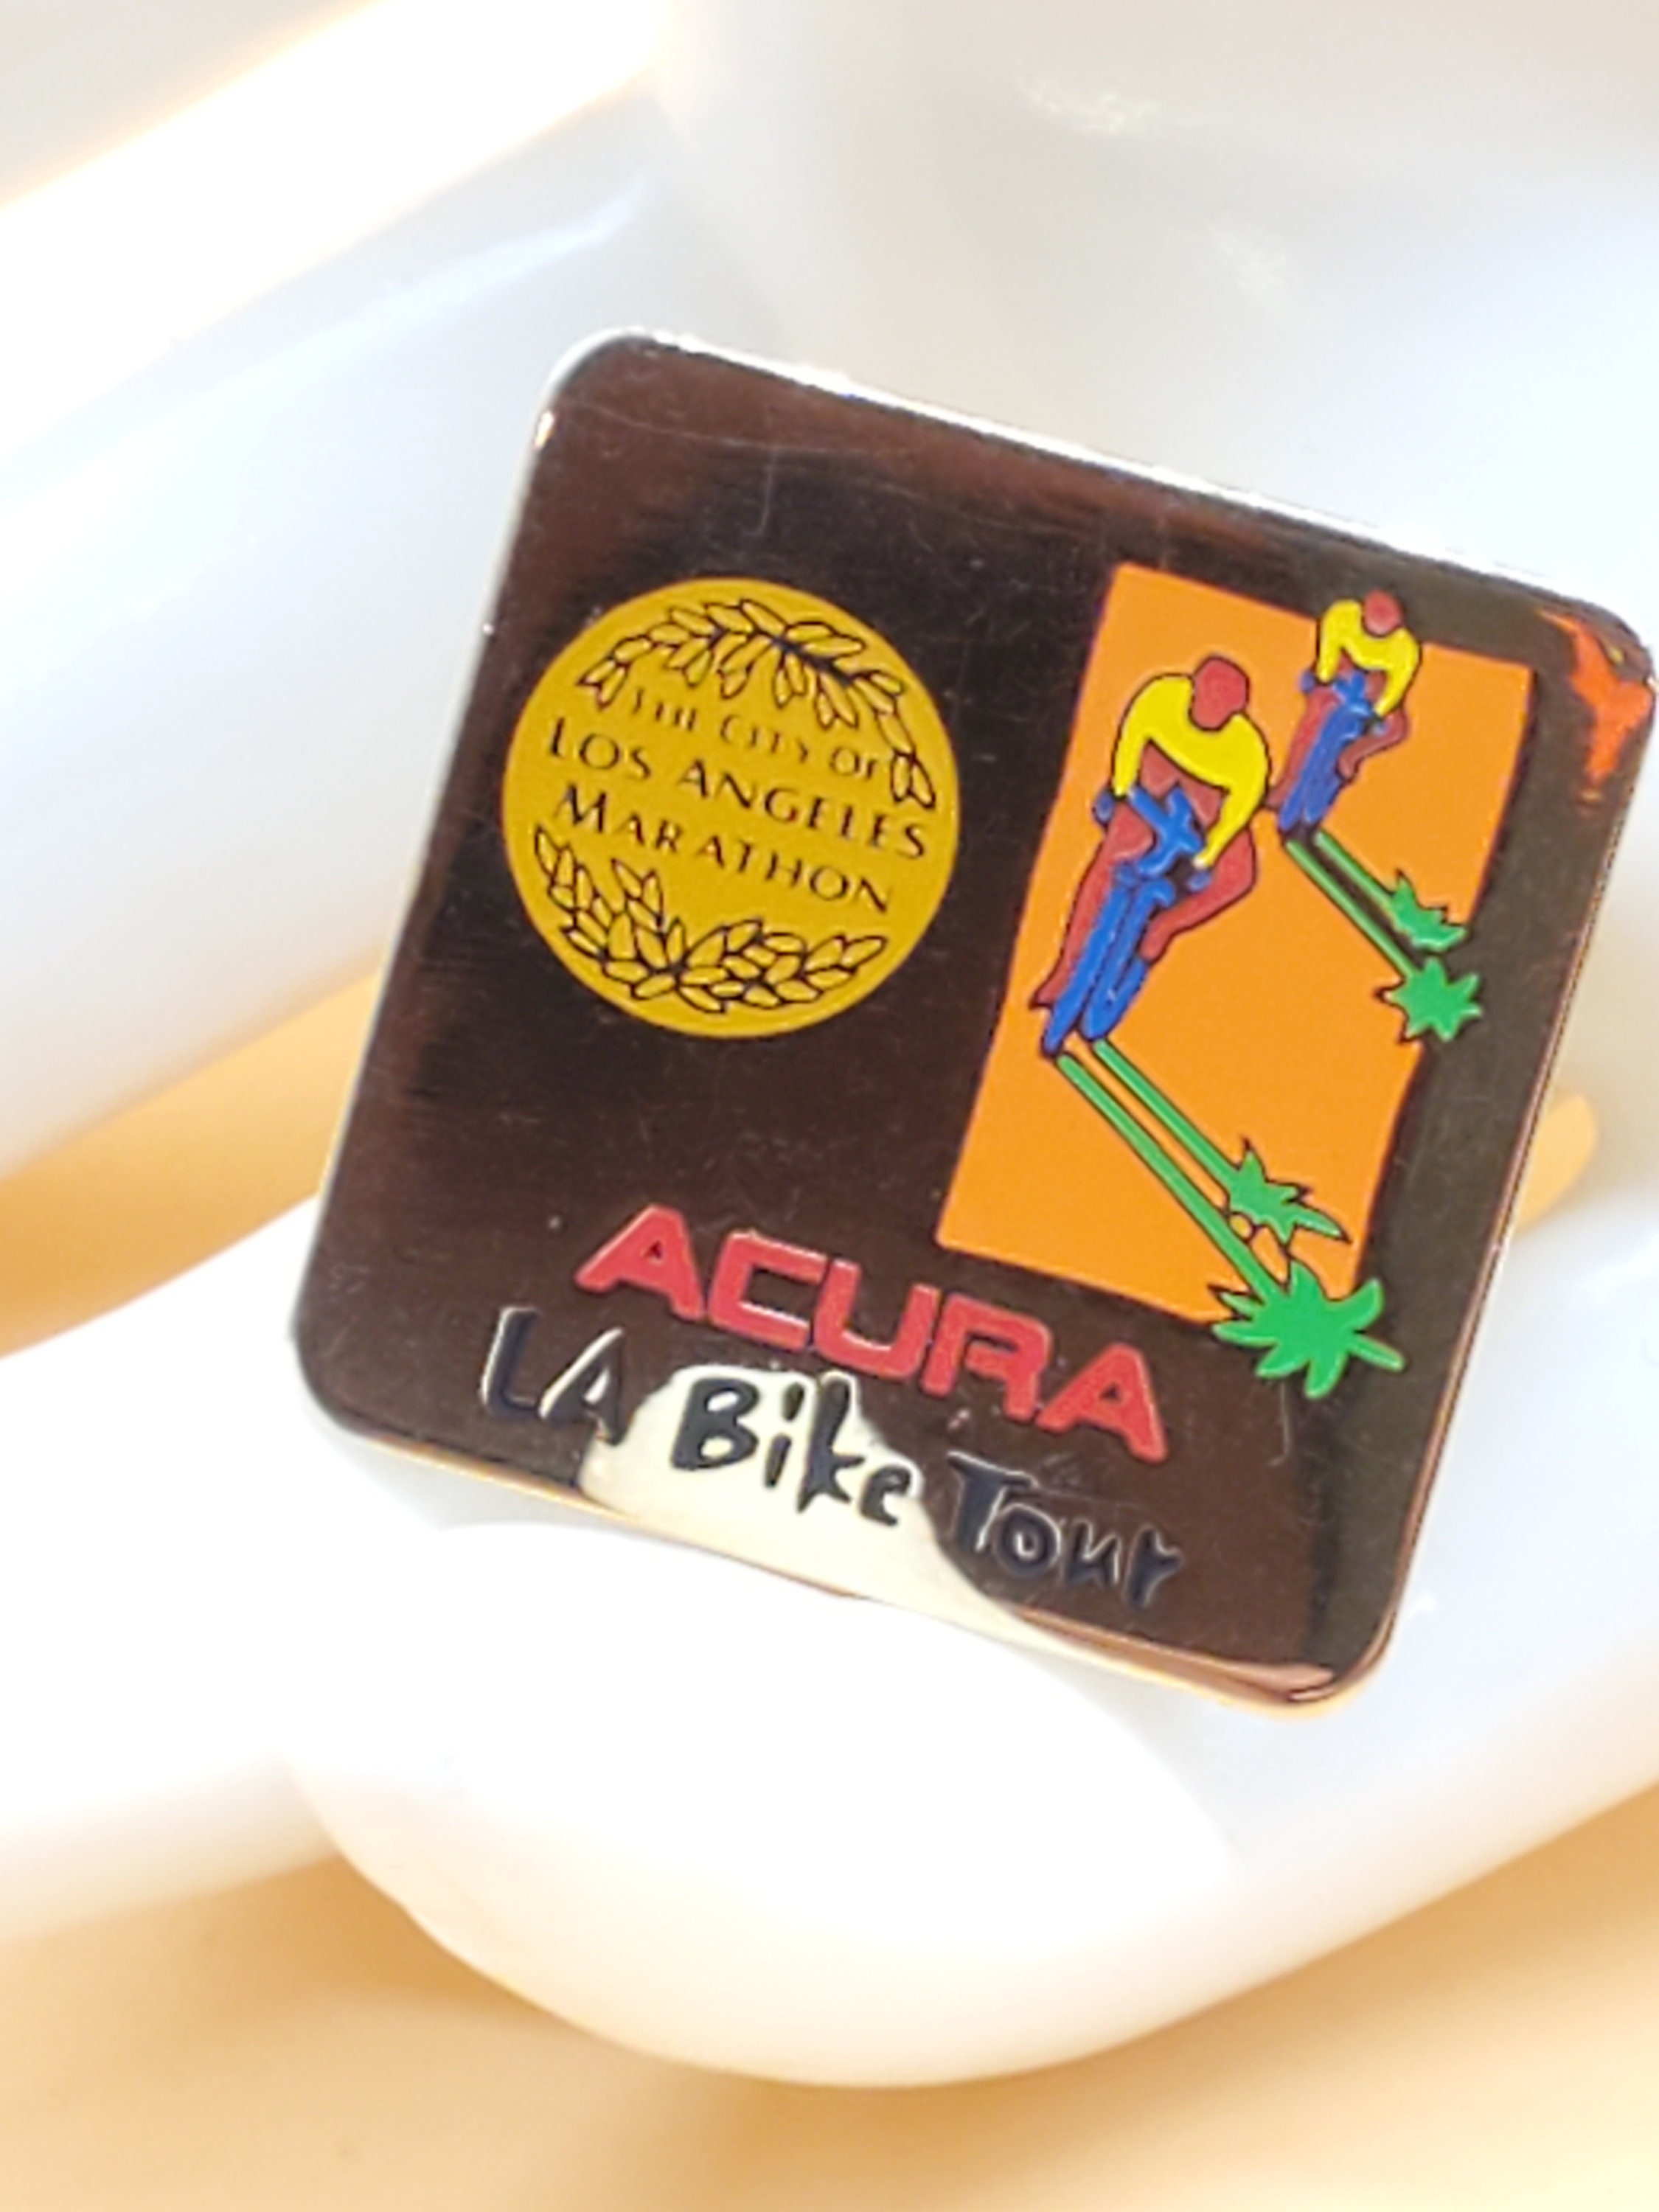 THE CITY OF
LOS ANGELES
MARATHON
ACURA
LA Bike Tour